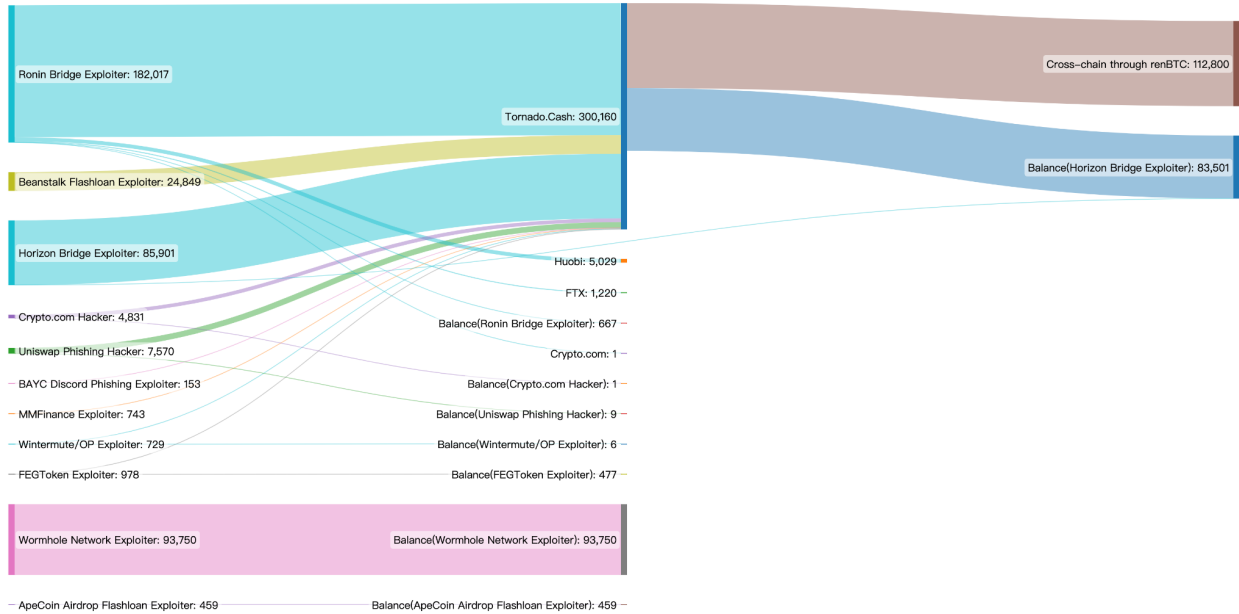 Ronin Bridge Exploiter: 182,017
Beanstalk Flashloan Exploiter: 24,849
Horizon Bridge Exploiter: 85,901
Crypto.com Hacker: 4,831
Uniswap Phishing Hacker: 7,570
BAYC Discord Phishing Exploiter: 153
MMFinance Exploiter: 743
Wintermute/OP Exploiter: 729
FEGToken Exploiter: 978
Wormhole Network Exploiter: 93,750
ApeCoin Airdrop Flashloan Exploiter: 459
Tornado.Cash: 300,160
Huobi: 5,029
FTX: 1,220
Balance(Ronin Bridge Exploiter): 667
Crypto.com: 1
Balance(Crypto.com Hacker): 1
Balance(Uniswap Phishing Hacker): 9
Balance(Wintermute/OP Exploiter): 6
Balance(FEGToken Exploiter): 477
Balance(Wormhole Network Exploiter): 93,750
Balance(ApeCoin Airdrop Flashloan Exploiter): 459
Cross-chain through renBTC: 112,800
Balance(Horizon Bridge Exploiter): 83,501